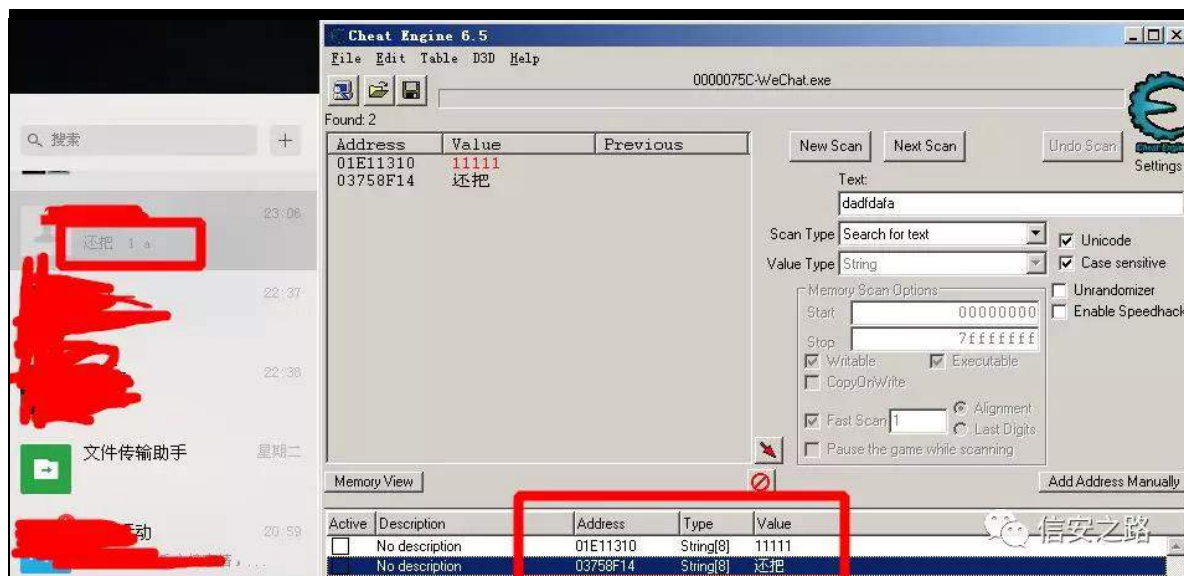 Cheat Engine 6.5
File Edit Table D3D Help
0000075C-WeChat.exe
Found: 2
Address Value Previous
01E11310 11111
03758F14 还把
New Scan Next Scan Undo Scan
Cheat Engine
Settings
Text:
dadfdafa
Scan Type Search for text
Unicode
Value Type String
Case sensitive
Memory Scan Options
Unrandomizer
Start 00000000
Enable Speedhack
Stop 7fffffff
Writable Executable
CopyOnWrite
Fast Scan 1 Alignment
Last Digits
Pause the game while scanning
Memory View
Add Address Manually
Active Description Address Type Value
No description 01E11310 String[8] 11111
No description 03758F14 String[8] 还把
搜索
23:06
还把 1 a
22:37
22:38
文件传输助手
星期二
动
20:59
信安之路